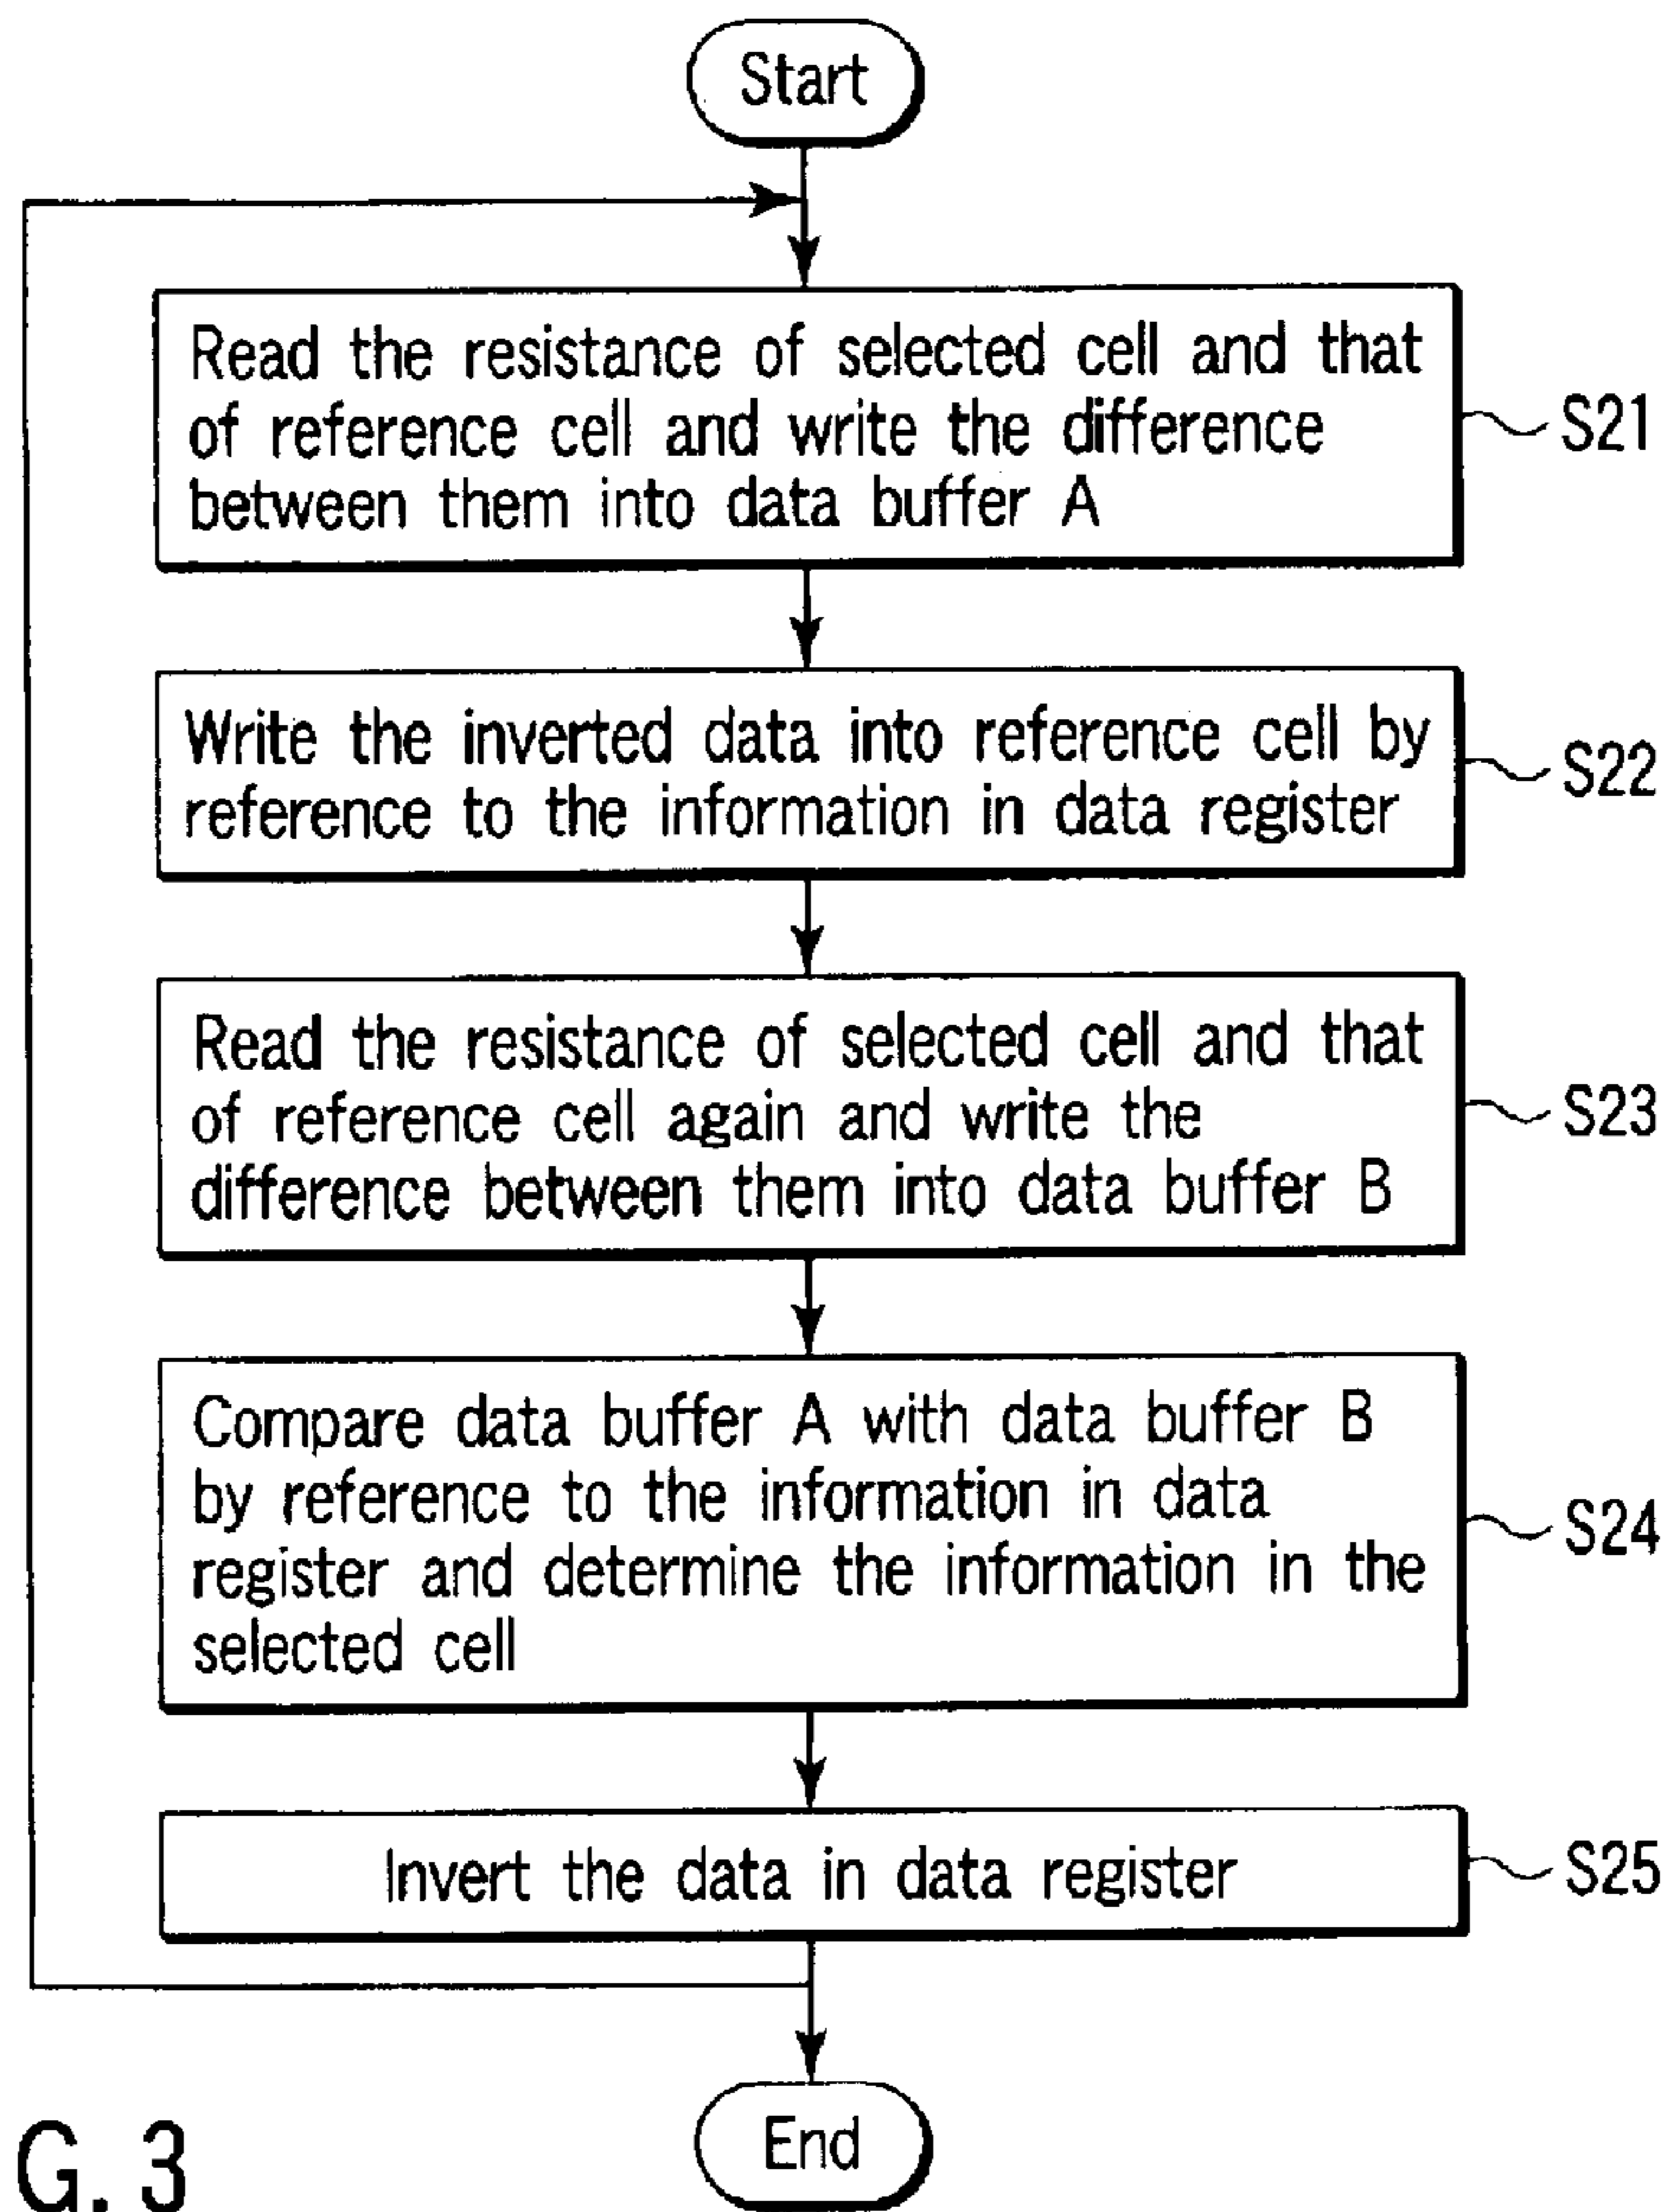 Start
Read the resistance of selected cell and that
of reference cell and write the difference
between them into data buffer A
S21
Write the inverted data into reference cell by
reference to the information in data register
S22
Read the resistance of selected cell and that
of reference cell again and write the
difference between them into data buffer B
S23
Compare data buffer A with data buffer B
by reference to the information in data
register and determine the information in the
selected cell
S24
Invert the data in data register
S25
End
G. 3